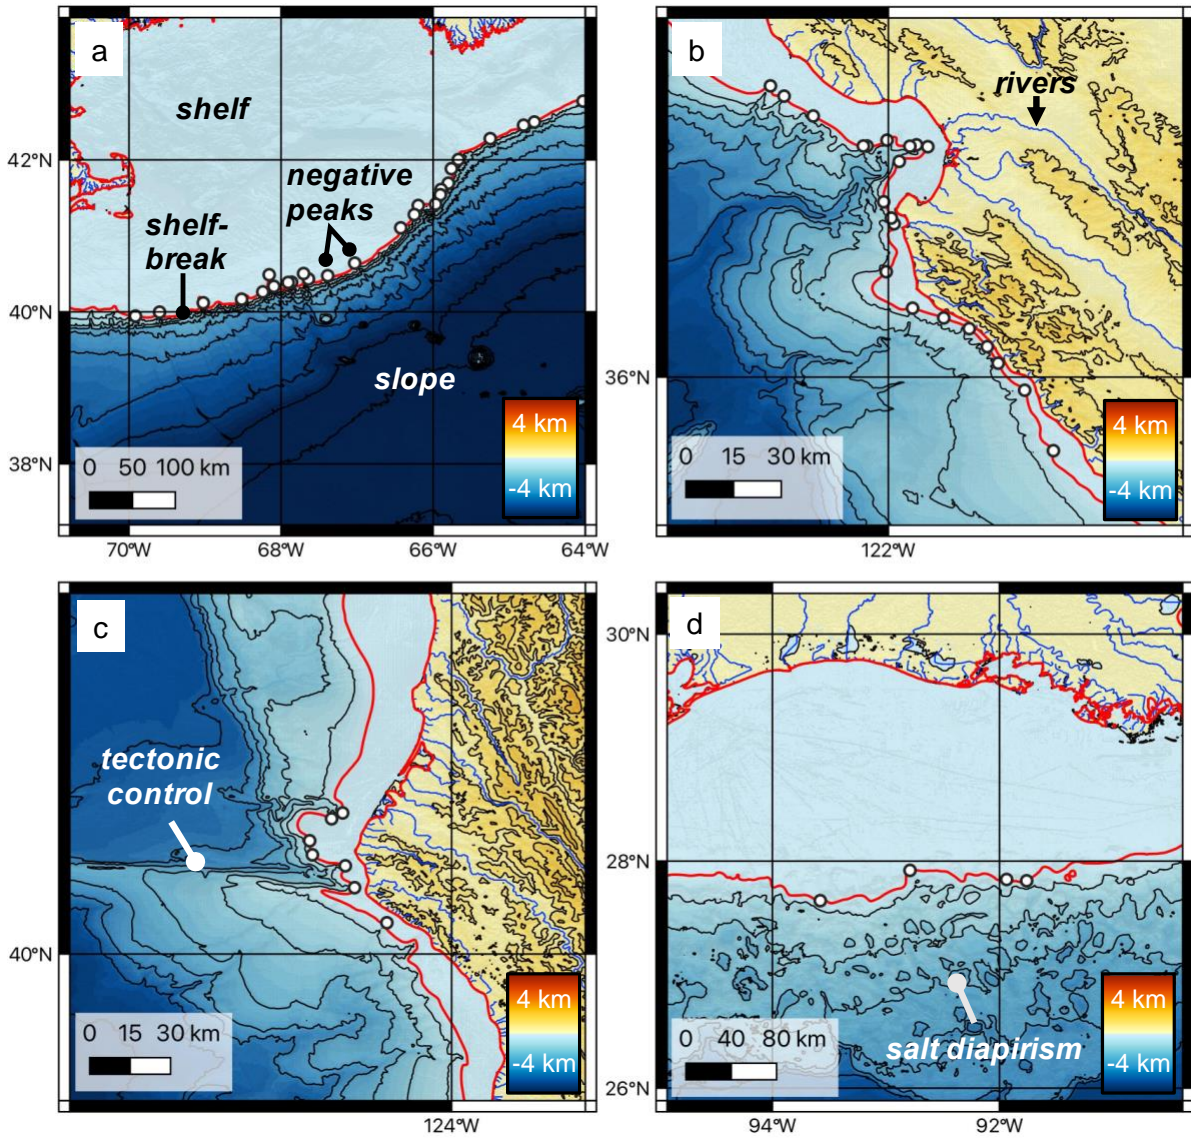 a
shelf
42°N
negative
peaks
shelf-
break
40°N
slope
4 km
-4 km
0 50 100 km
38°N
70°W 68°W 66°W 64°W
b
rivers
36°N
4 km
-4 km
0 15 30 km
122°W
c
tectonic
control
40°N
4 km
-4 km
0 15 30 km
124°W
d
30°N
28°N
salt diapirism
4 km
-4 km
0 40 80 km
26°N
94°W 92°W